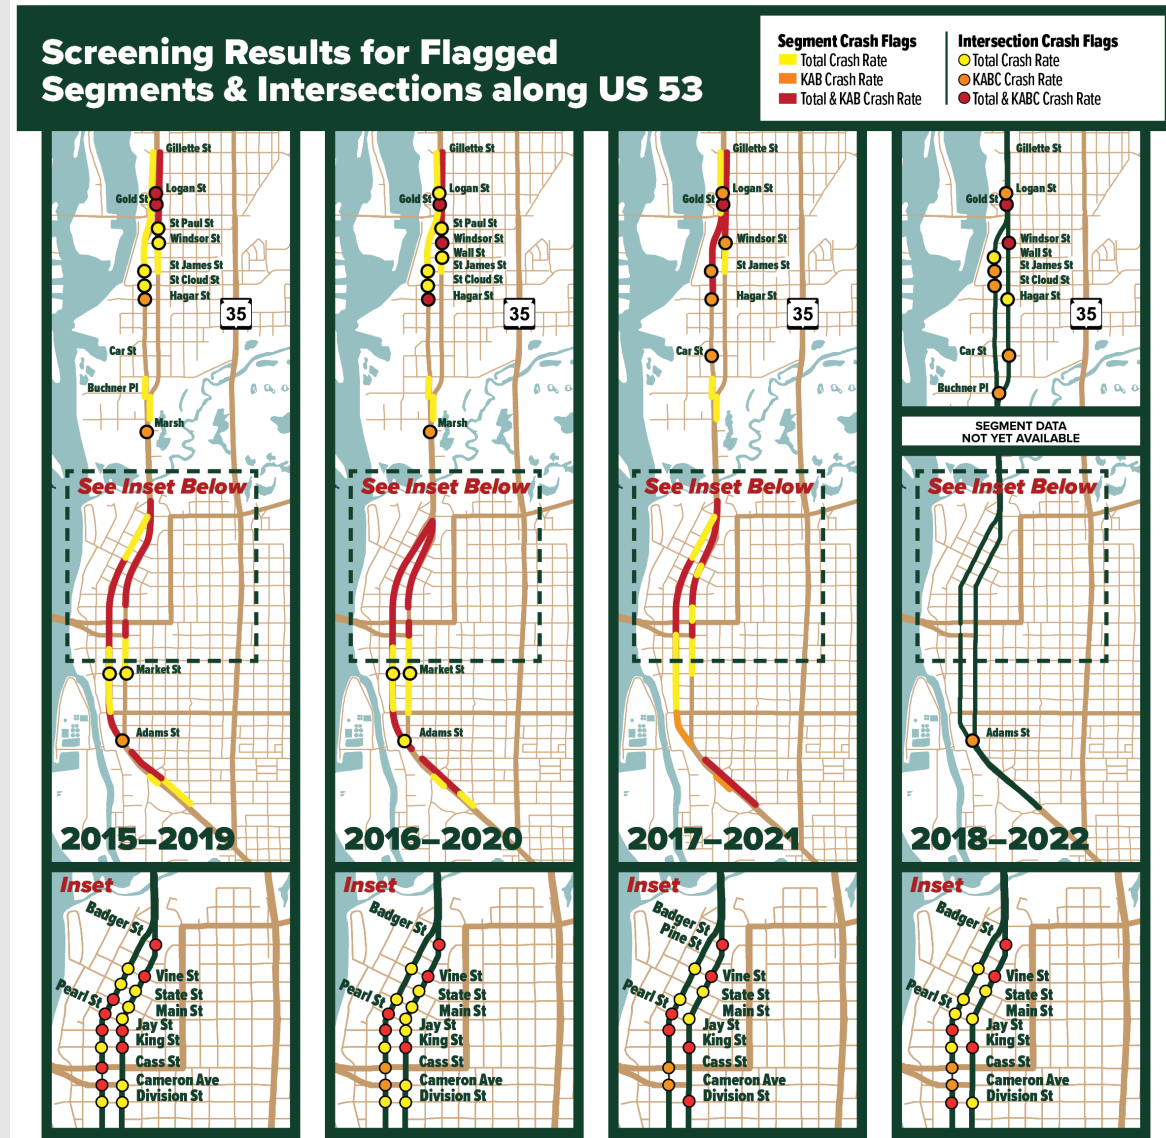 Screening Results for Flagged
Segments & Intersections along US 53
Segment Crash Flags
Total Crash Rate
KAB Crash Rate
Total & KAB Crash Rate
Intersection Crash Flags
Total Crash Rate
KABC Crash Rate
Total & KABC Crash Rate
Gillette St
Logan St
Gold St
St Paul St
Windsor St
St James St
St Cloud St
Hagar St
35
Car St
Buchner Pl
Marsh
See Inset Below
Market St
Adams St
2015–2019
Gillette St
Logan St
Gold St
St Paul St
Windsor St
Wall St
St James St
St Cloud St
Hagar St
35
Marsh
See Inset Below
Market St
Adams St
2016–2020
Gillette St
Logan St
Gold St
Windsor St
St James St
Hagar St
35
Car St
See Inset Below
2017–2021
Gillette St
Logan St
Gold St
Windsor St
Wall St
St James St
St Cloud St
Hagar St
35
Car St
Buchner Pl
SEGMENT DATA
NOT YET AVAILABLE
See Inset Below
Adams St
2018–2022
Inset
Badger St
Vine St
Pearl St
State St
Main St
Jay St
King St
Cass St
Cameron Ave
Division St
Inset
Badger St
Vine St
Pearl St
State St
Main St
Jay St
King St
Cass St
Cameron Ave
Division St
Inset
Badger St
Pine St
Vine St
Pearl St
State St
Main St
Jay St
King St
Cass St
Cameron Ave
Division St
Inset
Badger St
Vine St
Pearl St
State St
Main St
Jay St
King St
Cass St
Cameron Ave
Division St